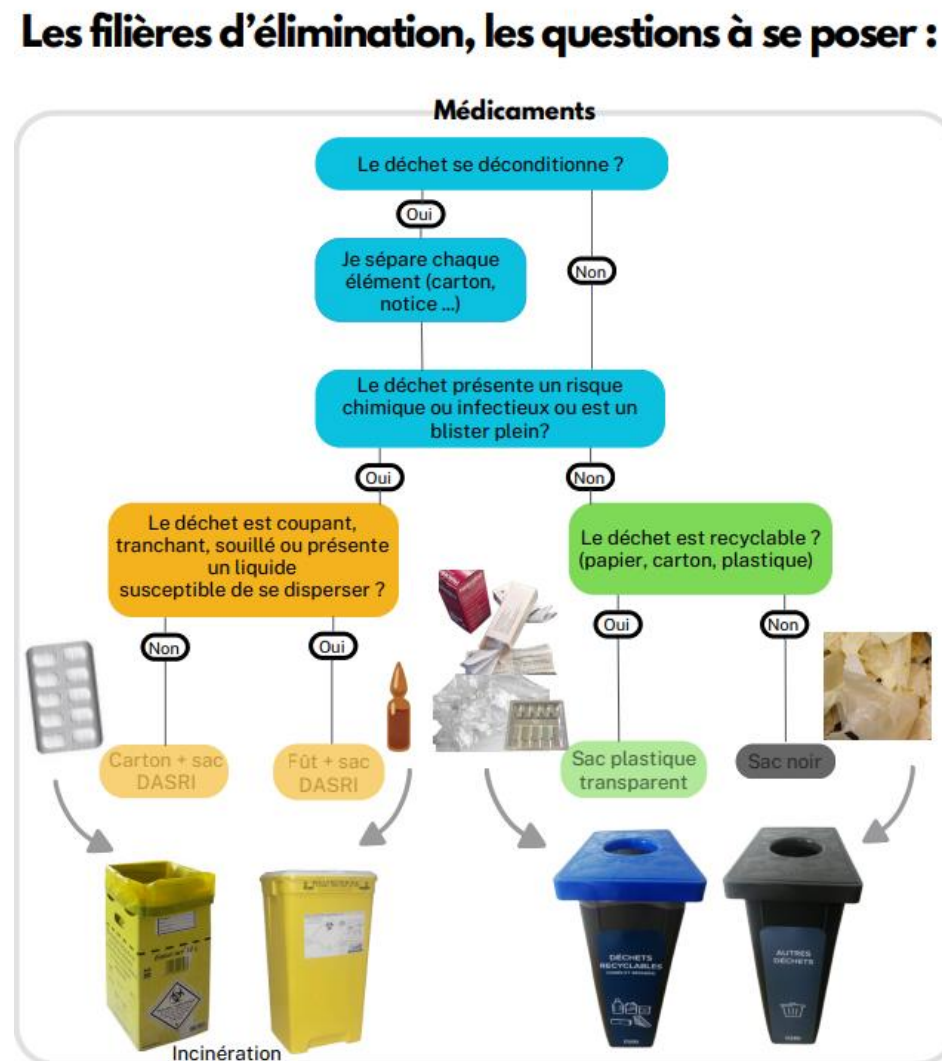 Les filières d'élimination, les questions à se poser :
Médicaments
Le déchet se déconditionne ?
Oui
Non
Je sépare chaque
élément (carton,
notice ...)
Le déchet présente un risque
chimique ou infectieux ou est un
blister plein?
Oui
Non
Le déchet est coupant,
tranchant, souillé ou présente
un liquide
susceptible de se disperser ?
Le déchet est recyclable ?
(papier, carton, plastique)
Non
Oui
Oui
Non
Carton + sac
DASRI
Fût + sac
DASRI
Sac plastique
transparent
Sac noir
DÉCHETS
RECYCLABLES
AUTRES
DÉCHETS
Incinération